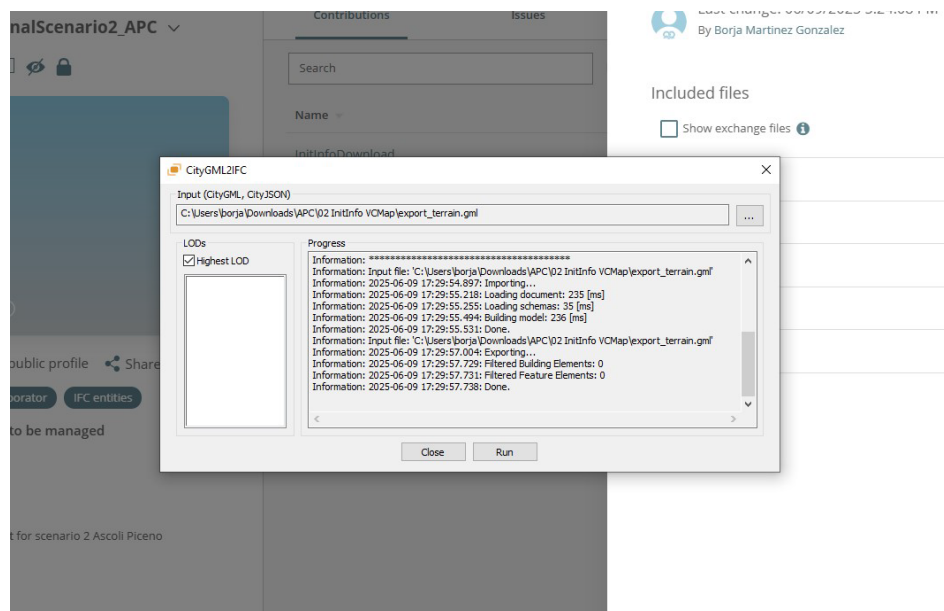 nalScenario2_APC
Contributions
Issues
By Borja Martinez Gonzalez
Search
Name
Included files
Show exchange files
InitInfoDownload
CityGML2IFC
Input (CityGML, CityJSON)
C:\Users\borja\Downloads\APC\02 InitInfo VCMap\export_terrain.gml
...
LODs
Highest LOD
Progress
Information: ****************************************
Information: Input file: 'C:\Users\borja\Downloads\APC\02 InitInfo VCMap\export_terrain.gml'
Information: 2025-06-09 17:29:54.897: Importing...
Information: 2025-06-09 17:29:55.218: Loading document: 235 [ms]
Information: 2025-06-09 17:29:55.255: Loading schemas: 35 [ms]
Information: 2025-06-09 17:29:55.494: Building model: 236 [ms]
Information: 2025-06-09 17:29:55.531: Done.
Information: Input file: 'C:\Users\borja\Downloads\APC\02 InitInfo VCMap\export_terrain.gml'
Information: 2025-06-09 17:29:57.004: Exporting...
Information: 2025-06-09 17:29:57.729: Filtered Building Elements: 0
Information: 2025-06-09 17:29:57.731: Filtered Feature Elements: 0
Information: 2025-06-09 17:29:57.738: Done.
Close
Run
public profile
Share
IFC entities
to be managed
t for scenario 2 Ascoli Piceno